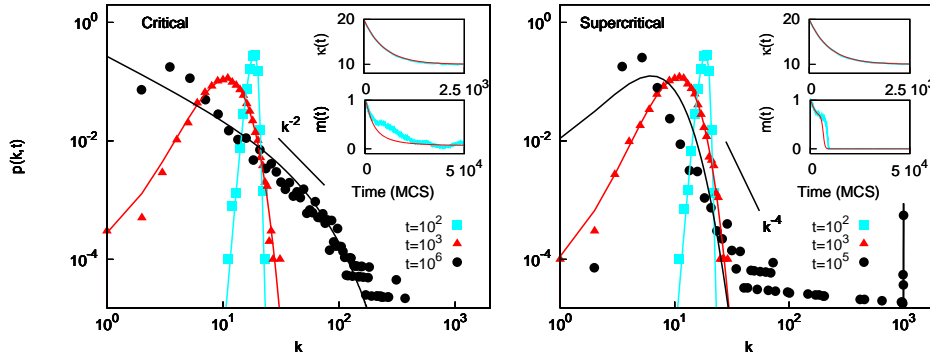 Critical
p(k,t)
10^0
10^-2
10^-4
10^0 10^1 10^2 10^3
k
κ(t)
20
10
0 2.5 10^3
m(t)
1
0
0 5 10^4
Time (MCS)
k^-2
t=10^2
t=10^3
t=10^6
Supercritical
10^0
10^-2
10^-4
10^0 10^1 10^2 10^3
k
κ(t)
20
10
0 2.5 10^3
m(t)
1
0
0 5 10^4
Time (MCS)
k^-4
t=10^2
t=10^3
t=10^5